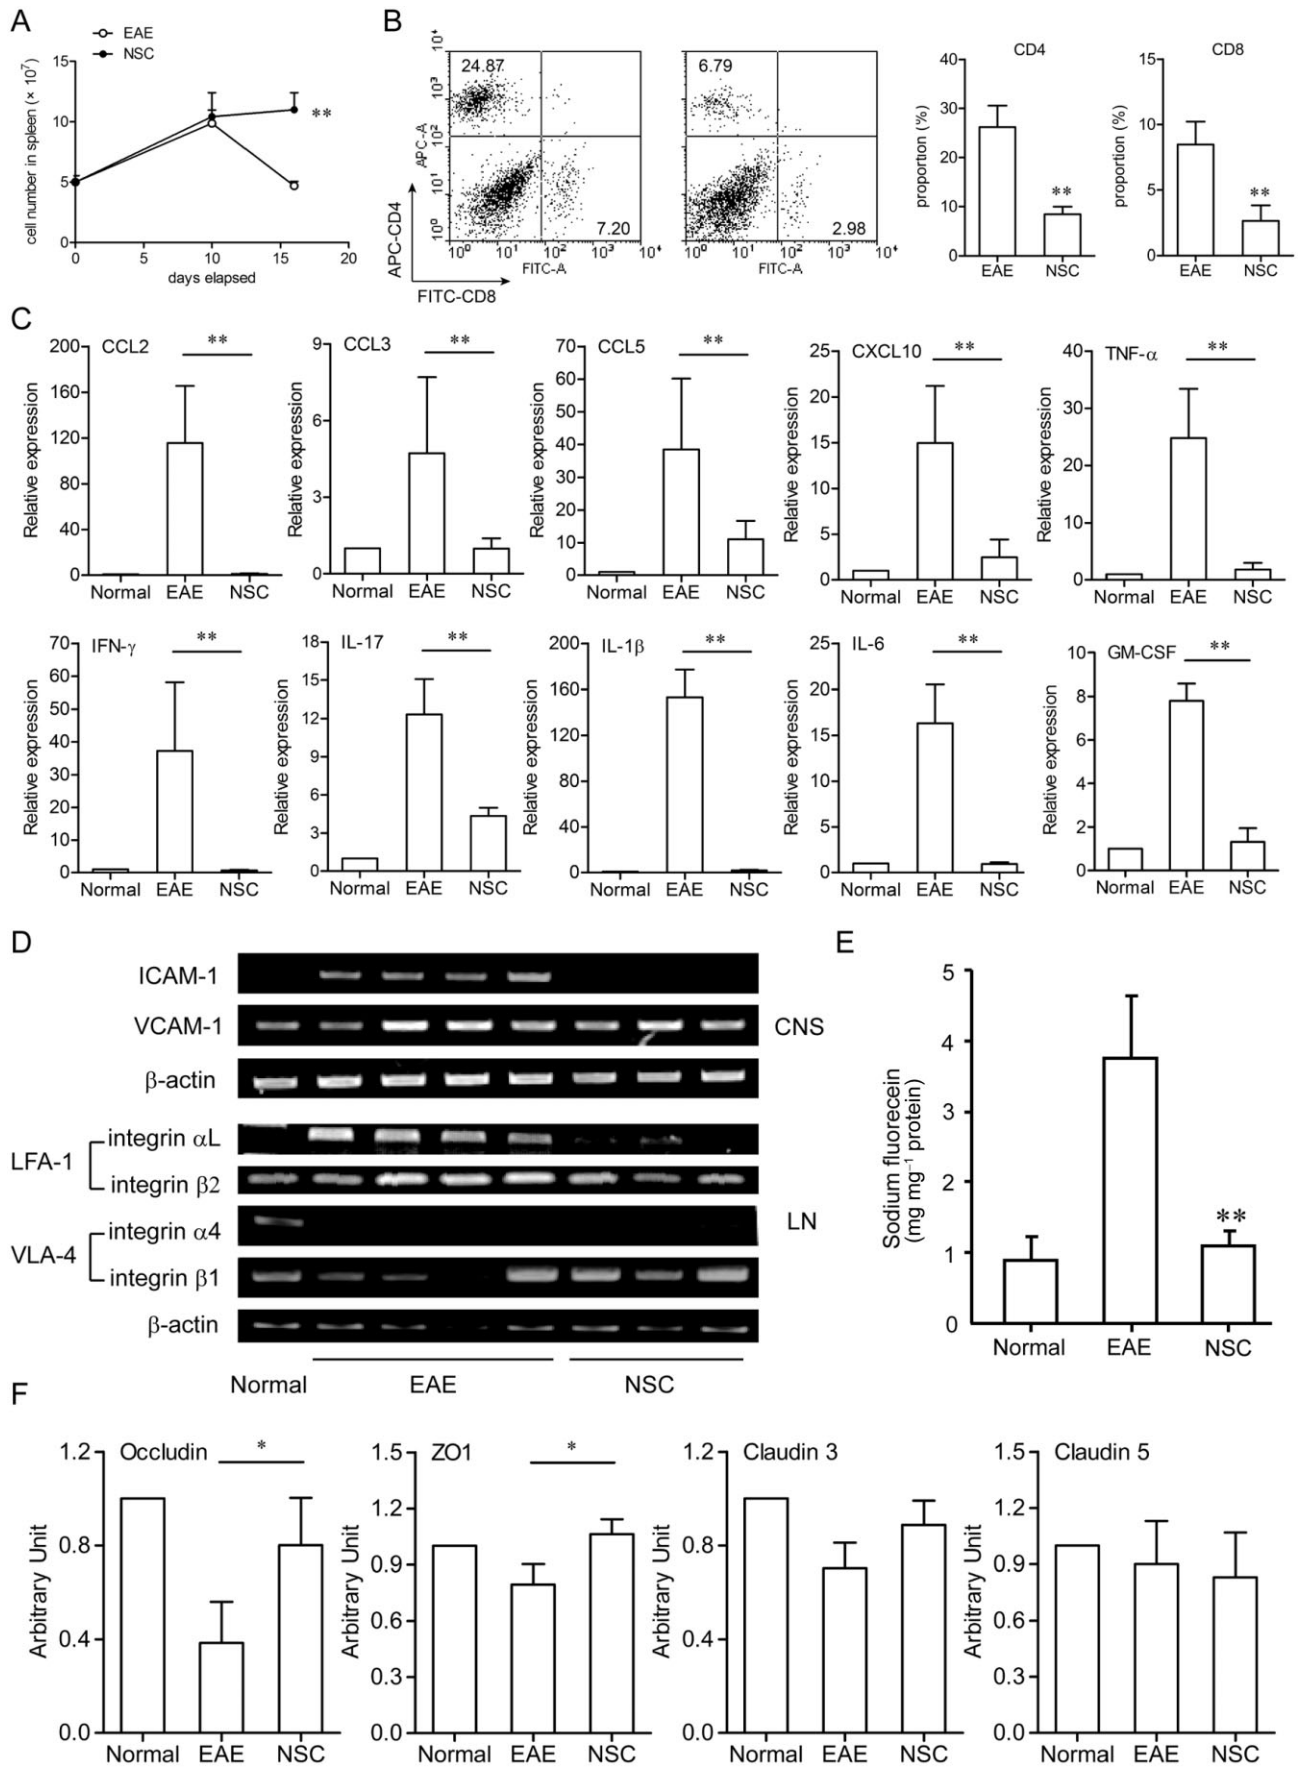 A
EAE
NSC
cell number in spleen (× 10⁷)
15
10
5
0
**
0 5 10 15 20
days elapsed
B
10⁴
10³
10²
10¹
10⁰
APC-A
APC-CD4
24.87
7.20
10⁰ 10¹ 10² 10³ 10⁴
FITC-A
FITC-CD8
6.79
2.98
10⁰ 10¹ 10² 10³ 10⁴
FITC-A
CD4
proportion (%)
40
30
20
10
0
**
EAE NSC
CD8
proportion (%)
15
10
5
0
**
EAE NSC
C
CCL2
**
Relative expression
200
160
120
80
40
0
Normal EAE NSC
CCL3
**
Relative expression
9
6
3
0
Normal EAE NSC
CCL5
**
Relative expression
70
60
50
40
30
20
10
0
Normal EAE NSC
CXCL10
**
Relative expression
25
20
15
10
5
0
Normal EAE NSC
TNF-α
**
Relative expression
40
30
20
10
0
Normal EAE NSC
IFN-γ
**
Relative expression
70
60
50
40
30
20
10
0
Normal EAE NSC
IL-17
**
Relative expression
18
15
12
9
6
3
0
Normal EAE NSC
IL-1β
**
Relative expression
200
160
120
80
40
0
Normal EAE NSC
IL-6
**
Relative expression
25
20
15
10
5
0
Normal EAE NSC
GM-CSF
**
Relative expression
10
8
6
4
2
0
Normal EAE NSC
D
ICAM-1
VCAM-1
CNS
β-actin
LFA-1
integrin αL
integrin β2
VLA-4
integrin α4
integrin β1
LN
β-actin
Normal EAE NSC
E
Sodium fluorecein
(mg mg⁻¹ protein)
5
4
3
2
1
0
**
Normal EAE NSC
F
Occludin
*
Arbitrary Unit
1.2
0.8
0.4
0.0
Normal EAE NSC
ZO1
*
Arbitrary Unit
1.5
1.2
0.9
0.6
0.3
0.0
Normal EAE NSC
Claudin 3
Arbitrary Unit
1.2
0.8
0.4
0.0
Normal EAE NSC
Claudin 5
Arbitrary Unit
1.5
1.2
0.9
0.6
0.3
0.0
Normal EAE NSC